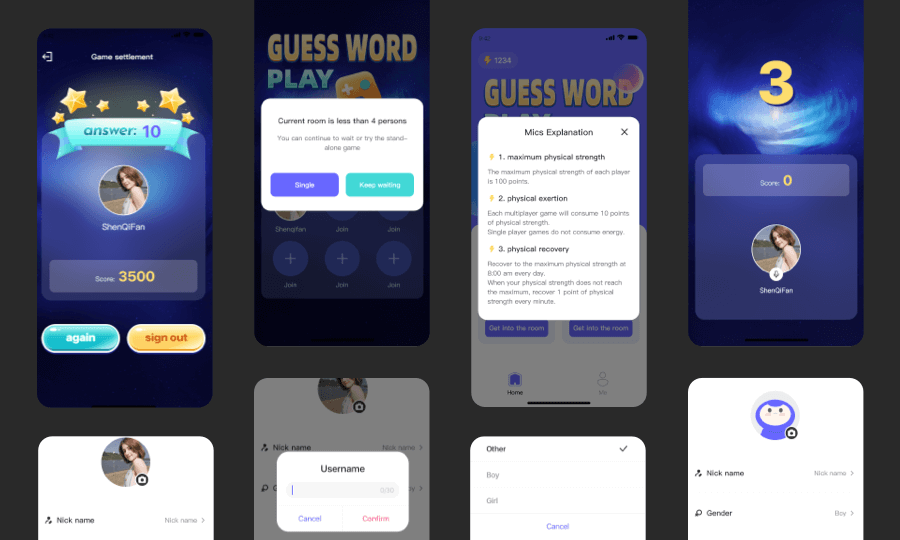 Game settlement
answer: 10
ShenQiFan
Score: 3500
again
sign out
Nick name
Nick name
GUESS WORD
PLAY
Current room is less than 4 persons
You can continue to wait or try the stand-
alone game
Single
Keep waiting
Shenqifan
Join
Join
Join
Join
Join
Nick name
Nick name
Username
0/10
Cancel
Confirm
1234
GUESS WORD
Mics Explanation
1. maximum physical strength
The maximum physical strength of each player
is 100 points.
2. physical exertion
Each multiplayer game will consume 10 points
of physical strength.
Single player games do not consume energy.
3. physical recovery
Recover to the maximum physical strength at
8:00 am every day.
When your physical strength does not reach
the maximum, recover 1 point of physical
strength every minute.
Get into the room
Get into the room
Home
Me
Other
Boy
Girl
Cancel
3
Score: 0
ShenQiFan
Nick name
Nick name
Gender
Boy